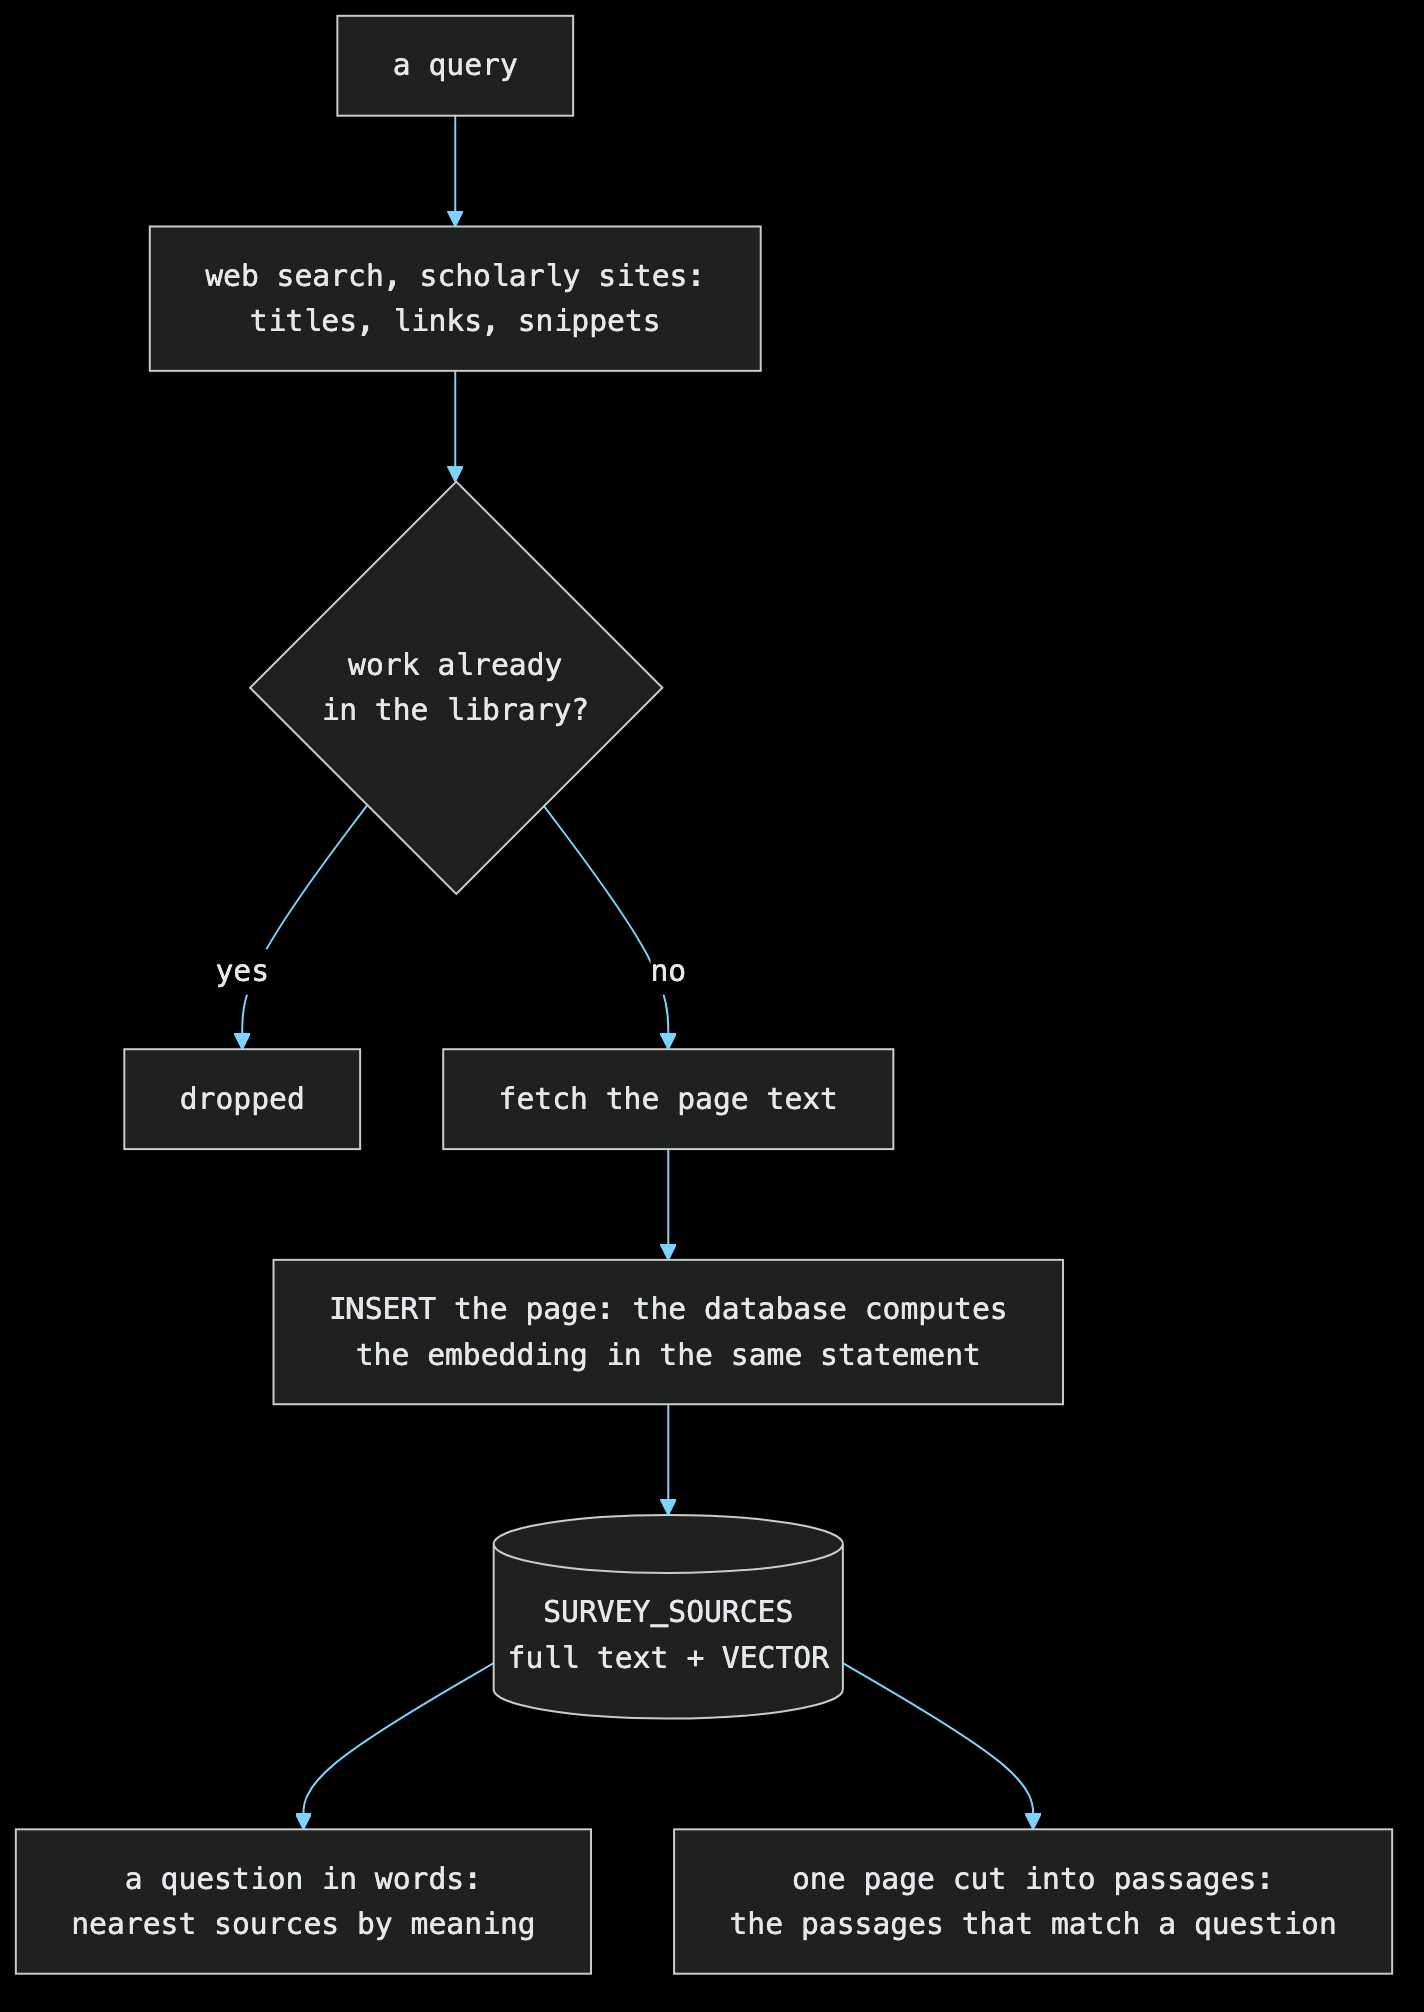 a query
web search, scholarly sites:
titles, links, snippets
work already
in the library?
yes
no
dropped
fetch the page text
INSERT the page: the database computes
the embedding in the same statement
SURVEY_SOURCES
full text + VECTOR
a question in words:
nearest sources by meaning
one page cut into passages:
the passages that match a question